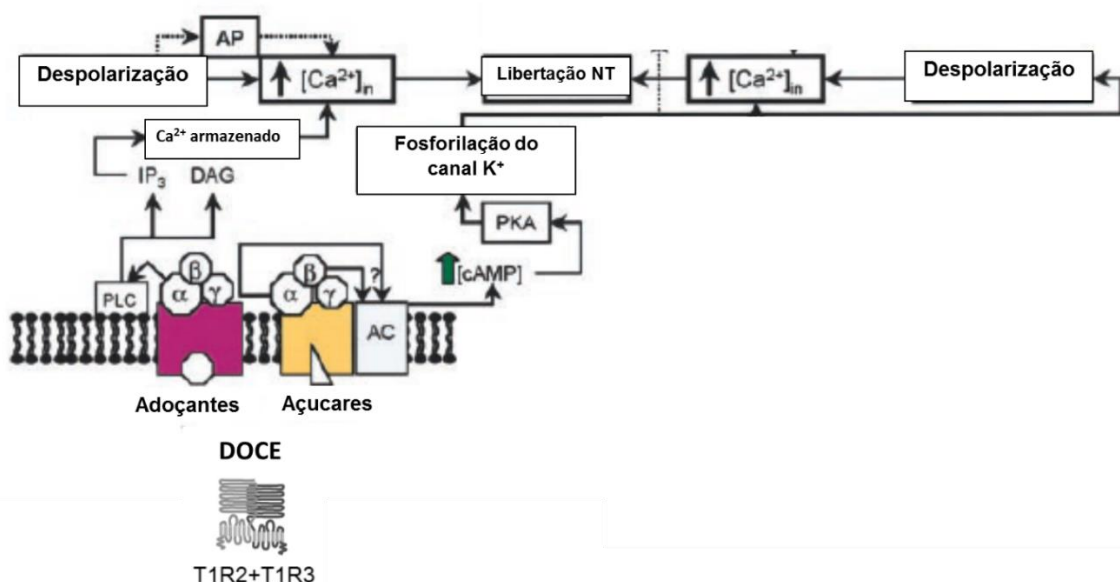 AP
Despolarização
[Ca²⁺]in
Libertação NT
[Ca²⁺]in
Despolarização
Ca²⁺ armazenado
Fosforilação do
canal K⁺
IP₃
DAG
PKA
[cAMP]
PLC
α
β
γ
α
β
γ
?
AC
Adoçantes
Açucares
DOCE
T1R2+T1R3